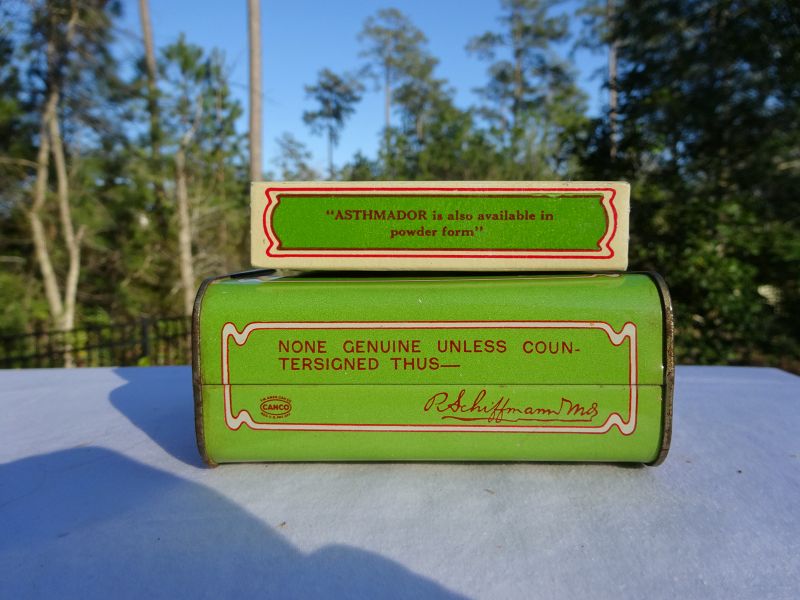 "ASTHMADOR is also available in
powder form"
NONE GENUINE UNLESS COUN-
TERSIGNED THUS—
CANCO
R. Schiffmann MD